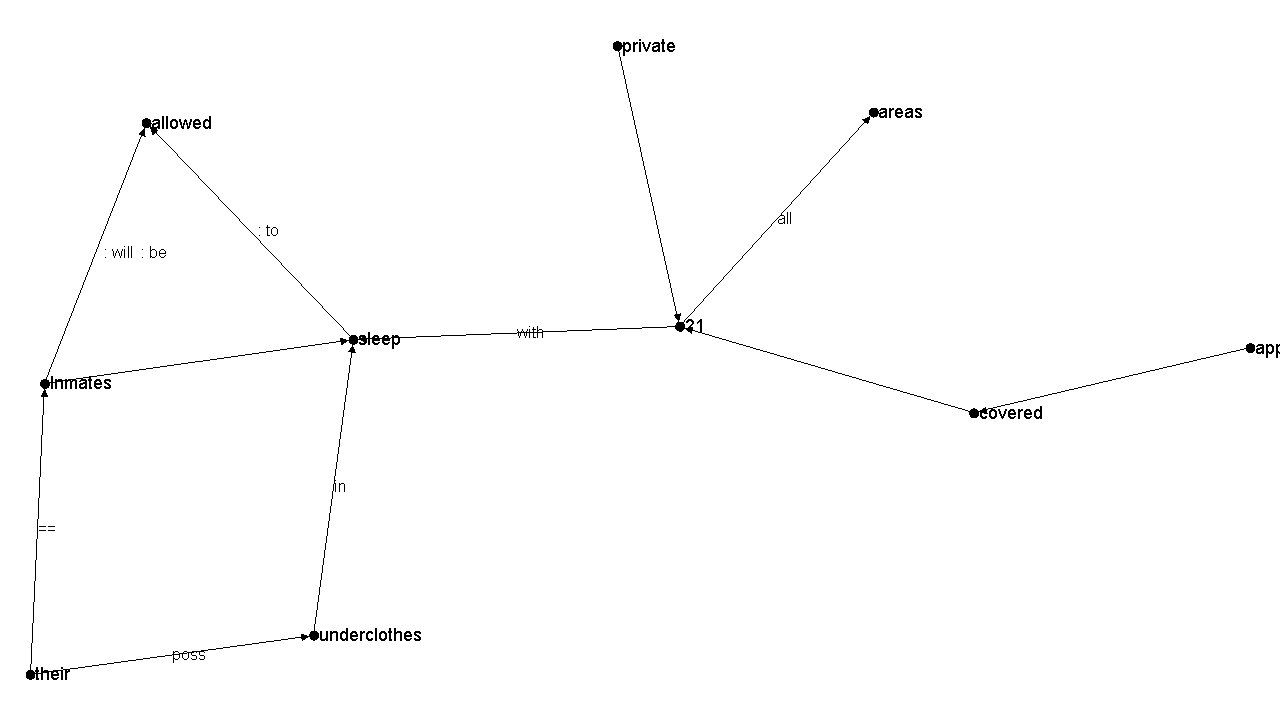 private
areas
allowed
all
: to
: will : be
21
with
sleep
app
Inmates
covered
in
==
underclothes
poss
their